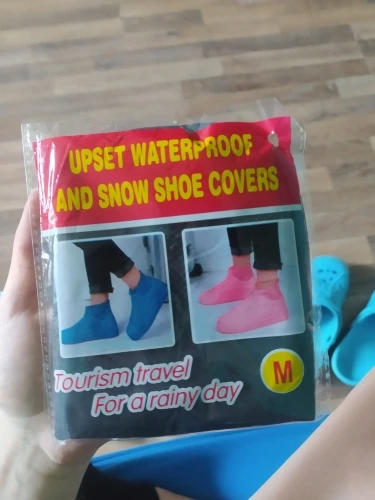 UPSET WATERPROOF
AND SNOW SHOE COVERS
Tourism travel
For a rainy day
M